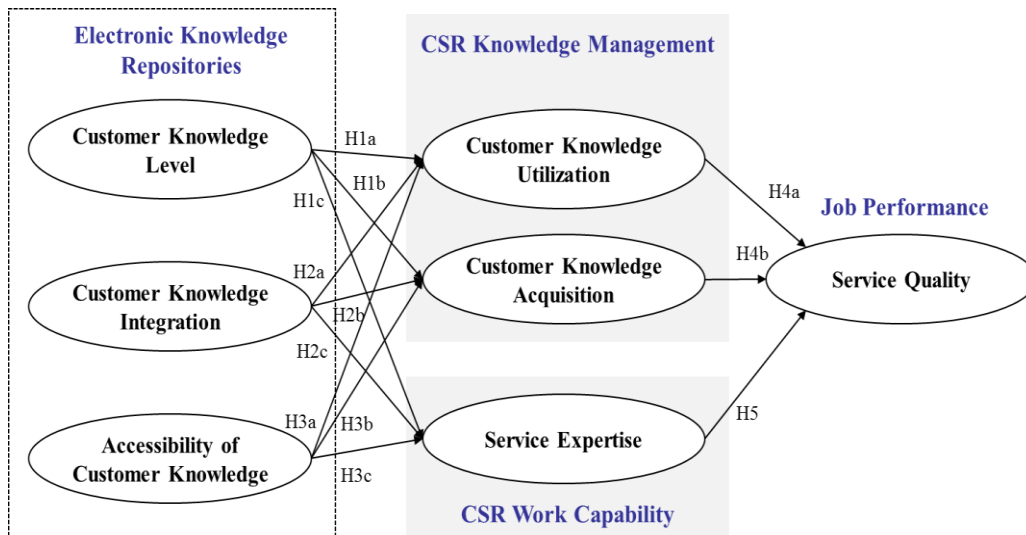 Electronic Knowledge
Repositories
Customer Knowledge
Level
Customer Knowledge
Integration
Accessibility of
Customer Knowledge
H1a
H1b
H1c
H2a
H2b
H2c
H3a
H3b
H3c
CSR Knowledge Management
Customer Knowledge
Utilization
Customer Knowledge
Acquisition
Service Expertise
CSR Work Capability
H4a
H4b
H5
Job Performance
Service Quality